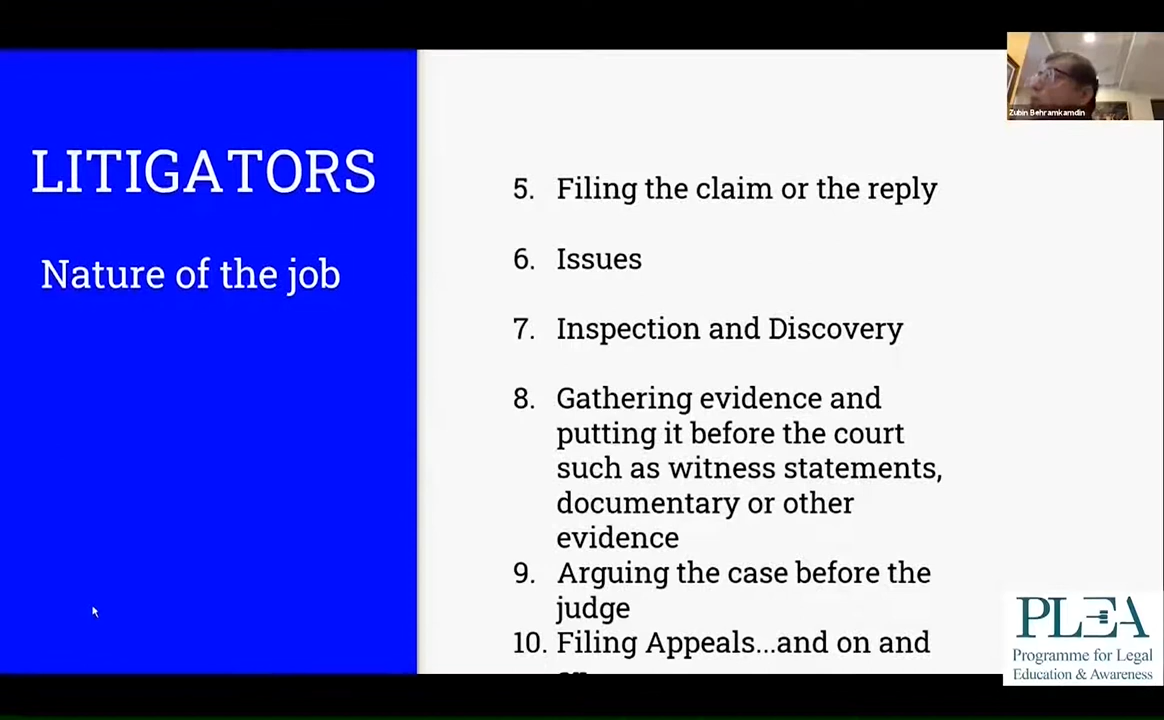 LITIGATORS
Nature of the job
5. Filing the claim or the reply
6. Issues
7. Inspection and Discovery
8. Gathering evidence and
putting it before the court
such as witness statements,
documentary or other
evidence
9. Arguing the case before the
judge
10. Filing Appeals...and on and
Zubin Behramkamdin
PLEA
Programme for Legal
Education & Awareness